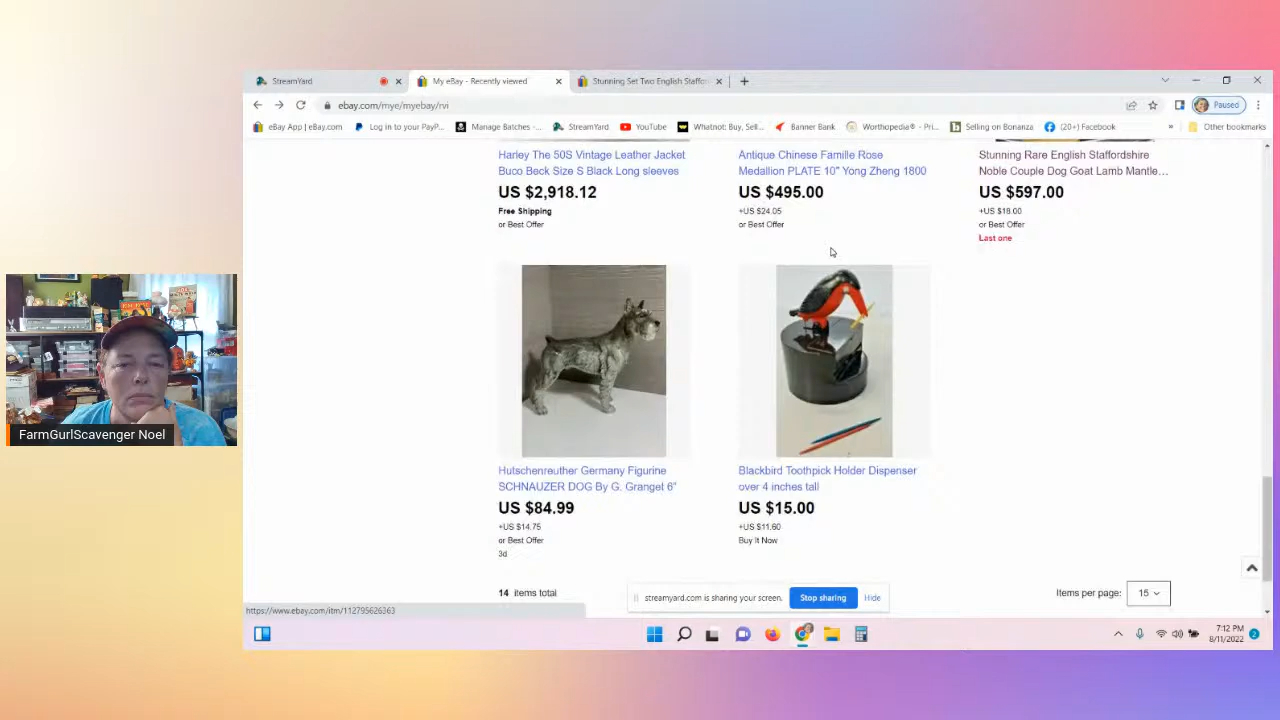 StreamYard
My eBay - Recently viewed
Stunning Set Two English Staffor
ebay.com/mye/myebay/rvi
Paused
eBay App | eBay.com
Log in to your PayP...
Manage Batches -...
StreamYard
YouTube
Whatnot: Buy, Sell...
Banner Bank
Worthopedia® - Pri...
Selling on Bonanza
(20+) Facebook
»
Other bookmarks
Harley The 50S Vintage Leather Jacket
Buco Beck Size S Black Long sleeves
US $2,918.12
Free Shipping
or Best Offer
Antique Chinese Famille Rose
Medallion PLATE 10" Yong Zheng 1800
US $495.00
+US $24.05
or Best Offer
Stunning Rare English Staffordshire
Noble Couple Dog Goat Lamb Mantle...
US $597.00
+US $18.00
or Best Offer
Last one
Hutschenreuther Germany Figurine
SCHNAUZER DOG By G. Granget 6"
US $84.99
+US $14.75
or Best Offer
3d
Blackbird Toothpick Holder Dispenser
over 4 inches tall
US $15.00
+US $11.60
Buy It Now
FarmGurlScavenger Noel
14 items total
streamyard.com is sharing your screen.
Stop sharing
Hide
Items per page:
15
https://www.ebay.com/itm/112795626363
7:12 PM
8/11/2022
2